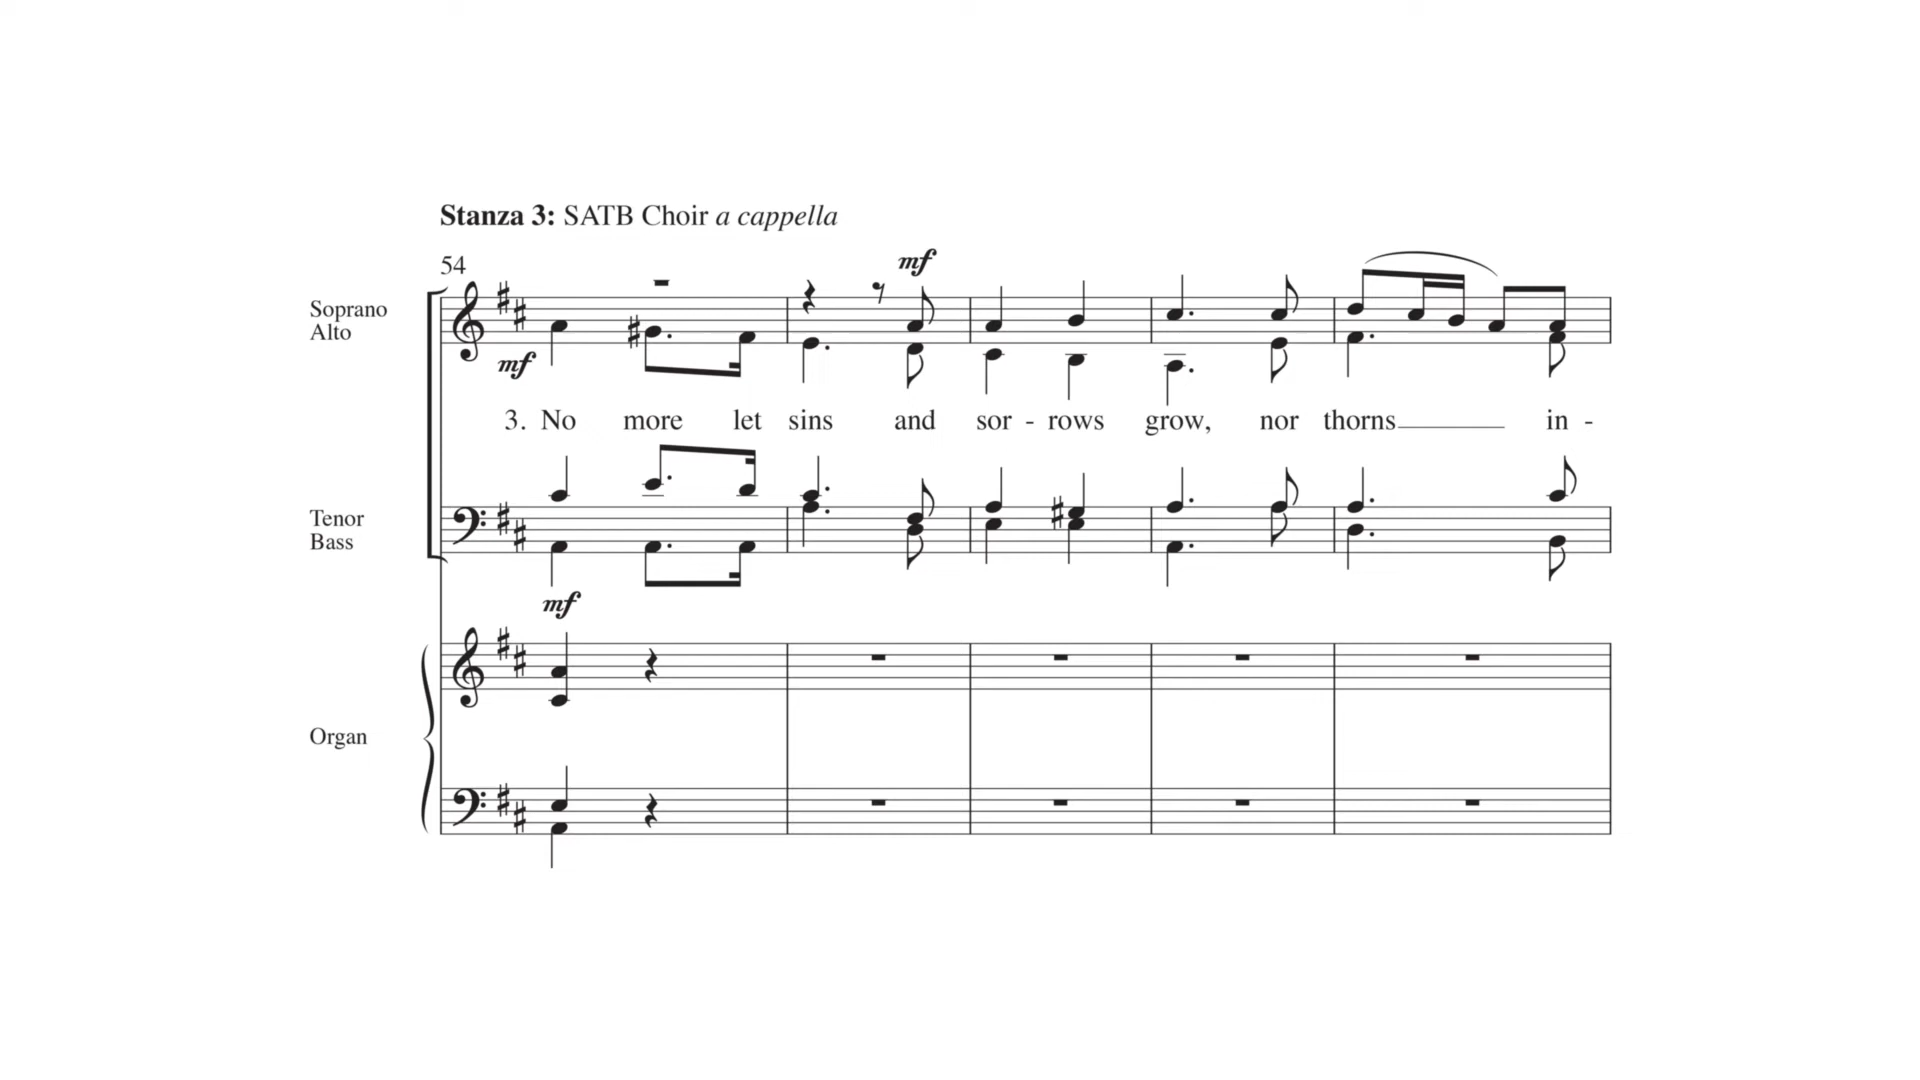 Stanza 3: SATB Choir a cappella
54
mf
Soprano
Alto
mf
3. No more let sins and sor - rows grow, nor thorns in -
Tenor
Bass
mf
Organ